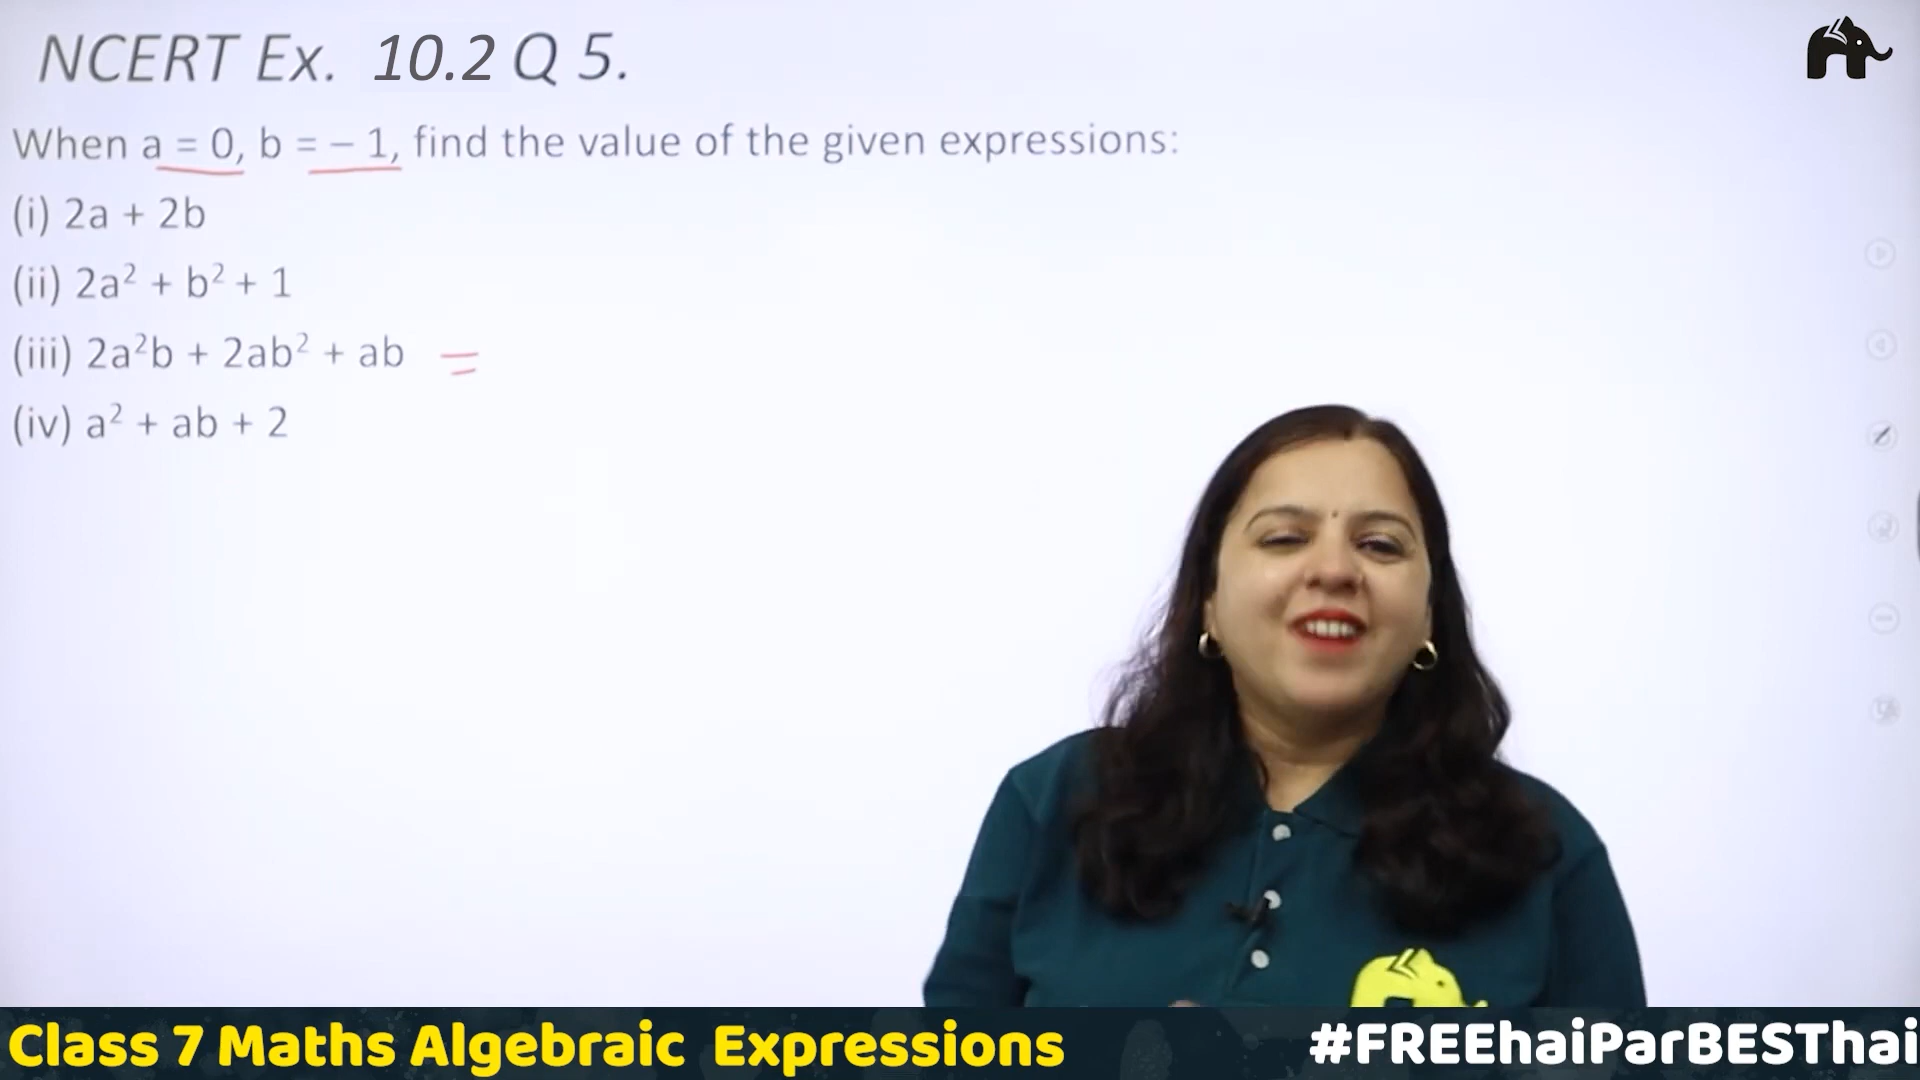 NCERT Ex. 10.2 Q 5.
When a = 0, b = – 1, find the value of the given expressions:
(i) 2a + 2b
(ii) 2a² + b² + 1
(iii) 2a²b + 2ab² + ab =
(iv) a² + ab + 2
Class 7 Maths Algebraic Expressions
#FREEhaiParBESThai